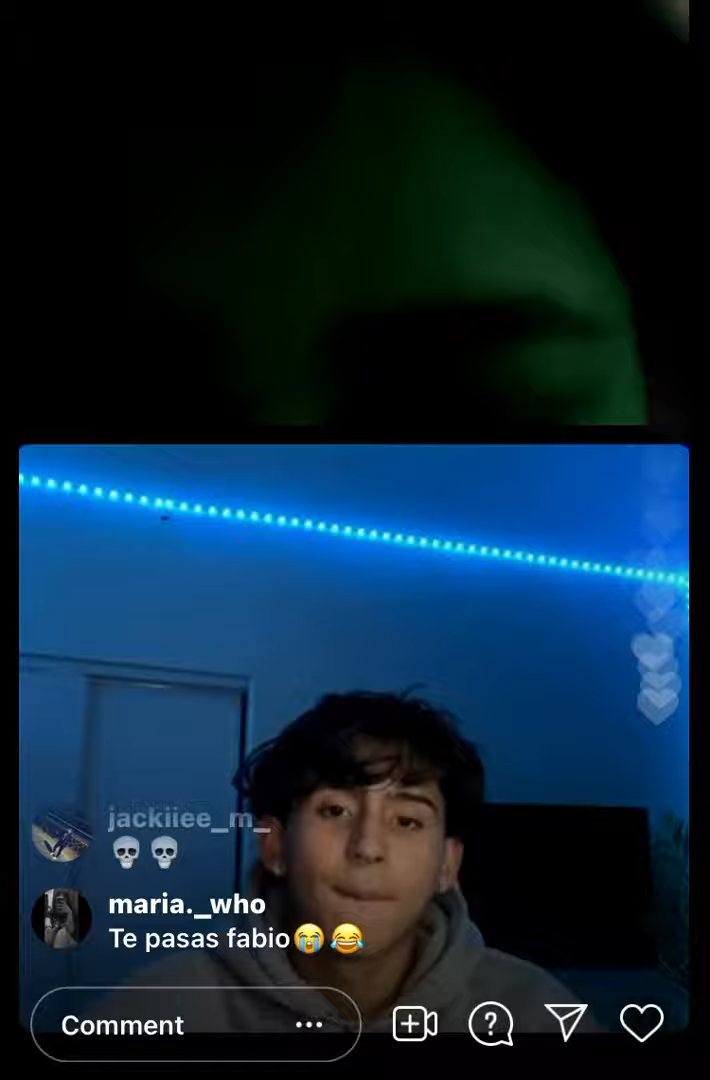 jackiiee_m_
💀💀
maria._who
Te pasas fabio😭😂
Comment